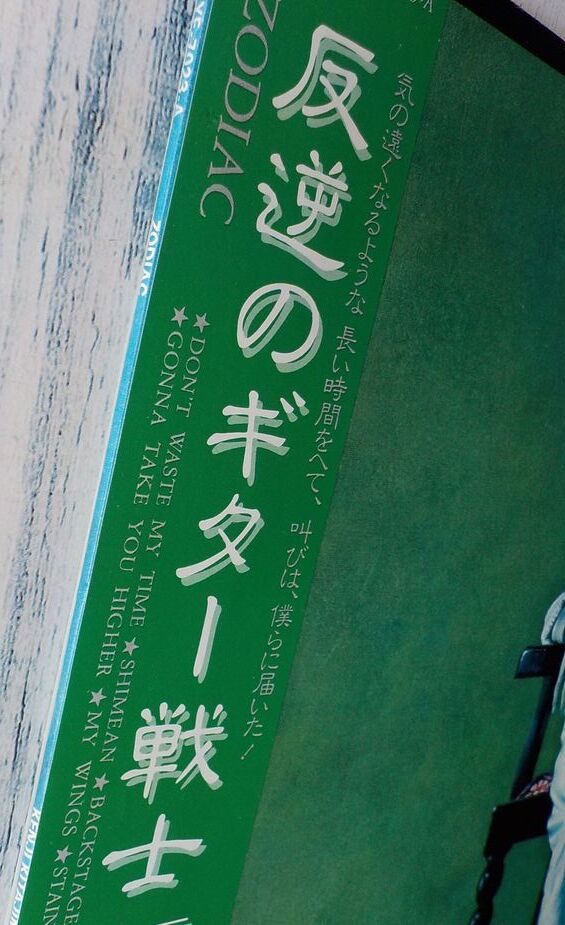 気の遠くなるような 長い時間をへて、 叫びは、僕らに届いた!
反逆のギター戦士
ZODIAC
★DON'T WASTE MY TIME ★SHIMEAN ★BACKSTAGE
★GONNA TAKE YOU HIGHER ★MY WINGS ★STAIN
ZODIAC